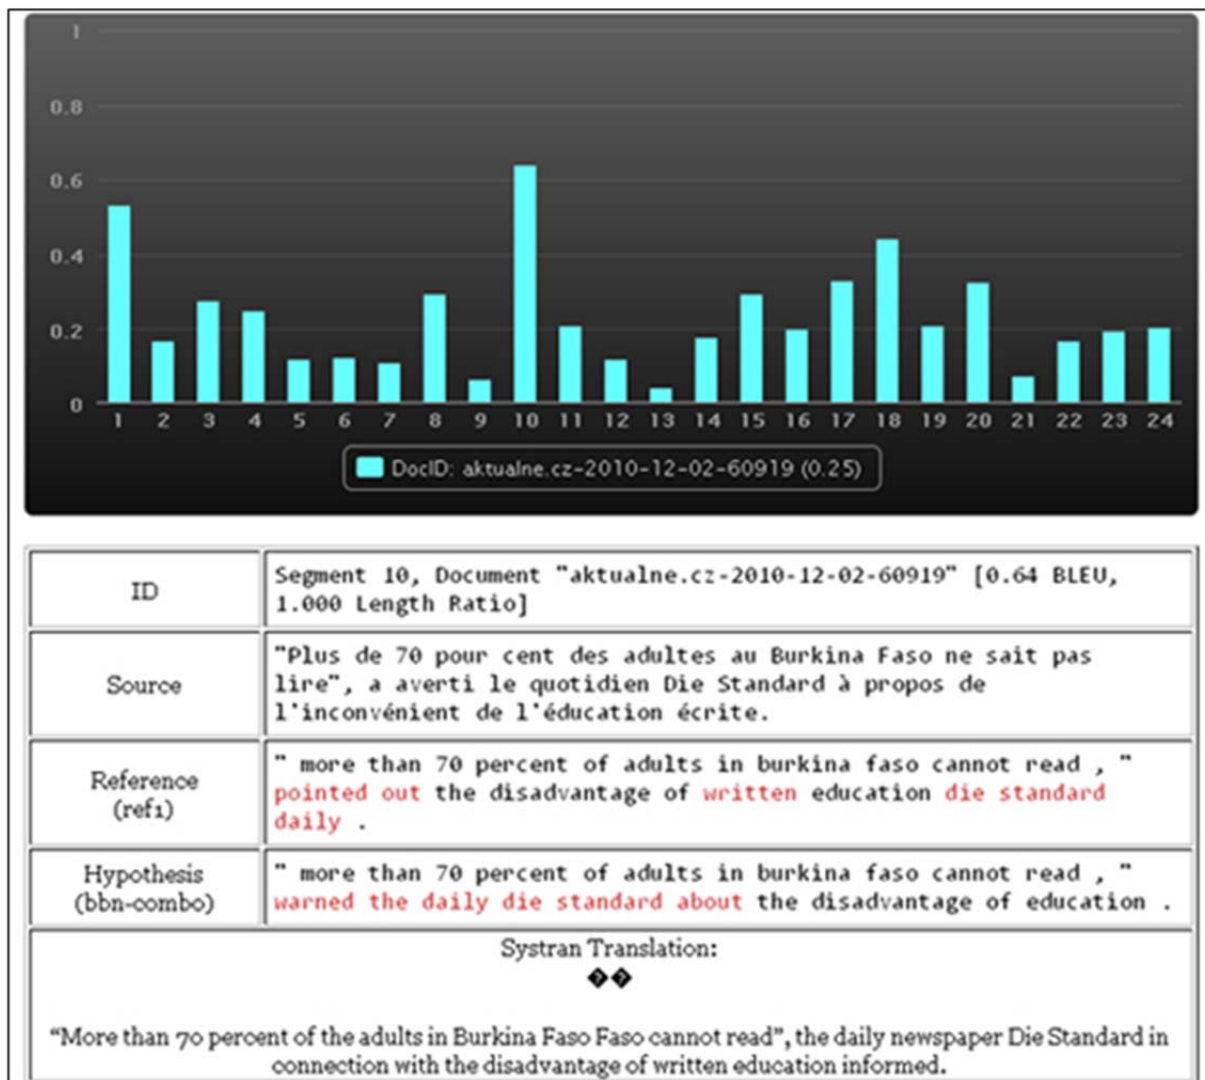 1
0.8
0.6
0.4
0.2
0
1 2 3 4 5 6 7 8 9 10 11 12 13 14 15 16 17 18 19 20 21 22 23 24
DocID: aktualne.cz-2010-12-02-60919 (0.25)
ID
Segment 10, Document "aktualne.cz-2010-12-02-60919" [0.64 BLEU,
1.000 Length Ratio]
Source
"Plus de 70 pour cent des adultes au Burkina Faso ne sait pas
lire", a averti le quotidien Die Standard à propos de
l'inconvénient de l'éducation écrite.
Reference
(ref1)
" more than 70 percent of adults in burkina faso cannot read , "
pointed out the disadvantage of written education die standard
daily .
Hypothesis
(bbn-combo)
" more than 70 percent of adults in burkina faso cannot read , "
warned the daily die standard about the disadvantage of education .
Systran Translation:
��
“More than 70 percent of the adults in Burkina Faso Faso cannot read”, the daily newspaper Die Standard in
connection with the disadvantage of written education informed.